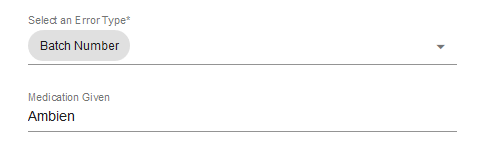 Select an Error Type*
Batch Number
Medication Given
Ambien